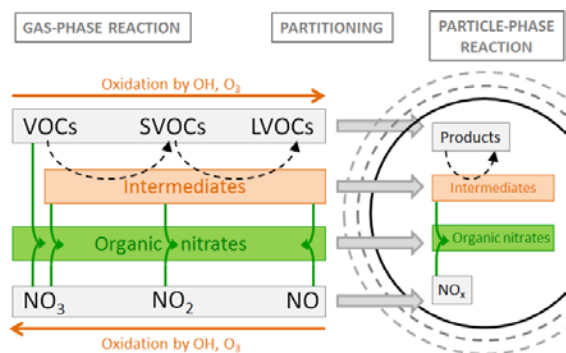 GAS-PHASE REACTION
PARTITIONING
PARTICLE-PHASE
REACTION
Oxidation by OH, O₃
VOCs SVOCs LVOCs
Intermediates
Organic nitrates
NO₃ NO₂ NO
Oxidation by OH, O₃
Products
Intermediates
Organic nitrates
NOₓ